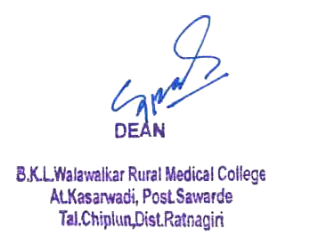 DEAN
B.K.L.Walawalkar Rural Medical College
At.Kasarwadi, Post.Sawarde
Tal.Chiplun,Dist.Ratnagiri